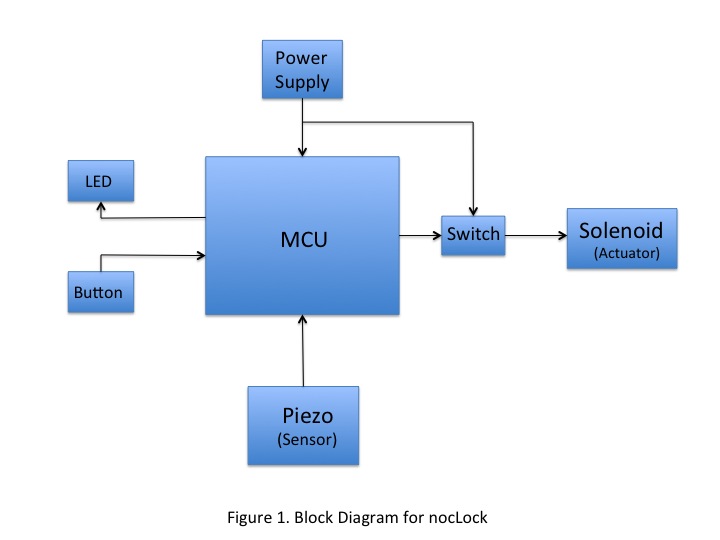 Power
Supply
LED
MCU
Switch
Solenoid
(Actuator)
Button
Piezo
(Sensor)
Figure 1. Block Diagram for nocLock